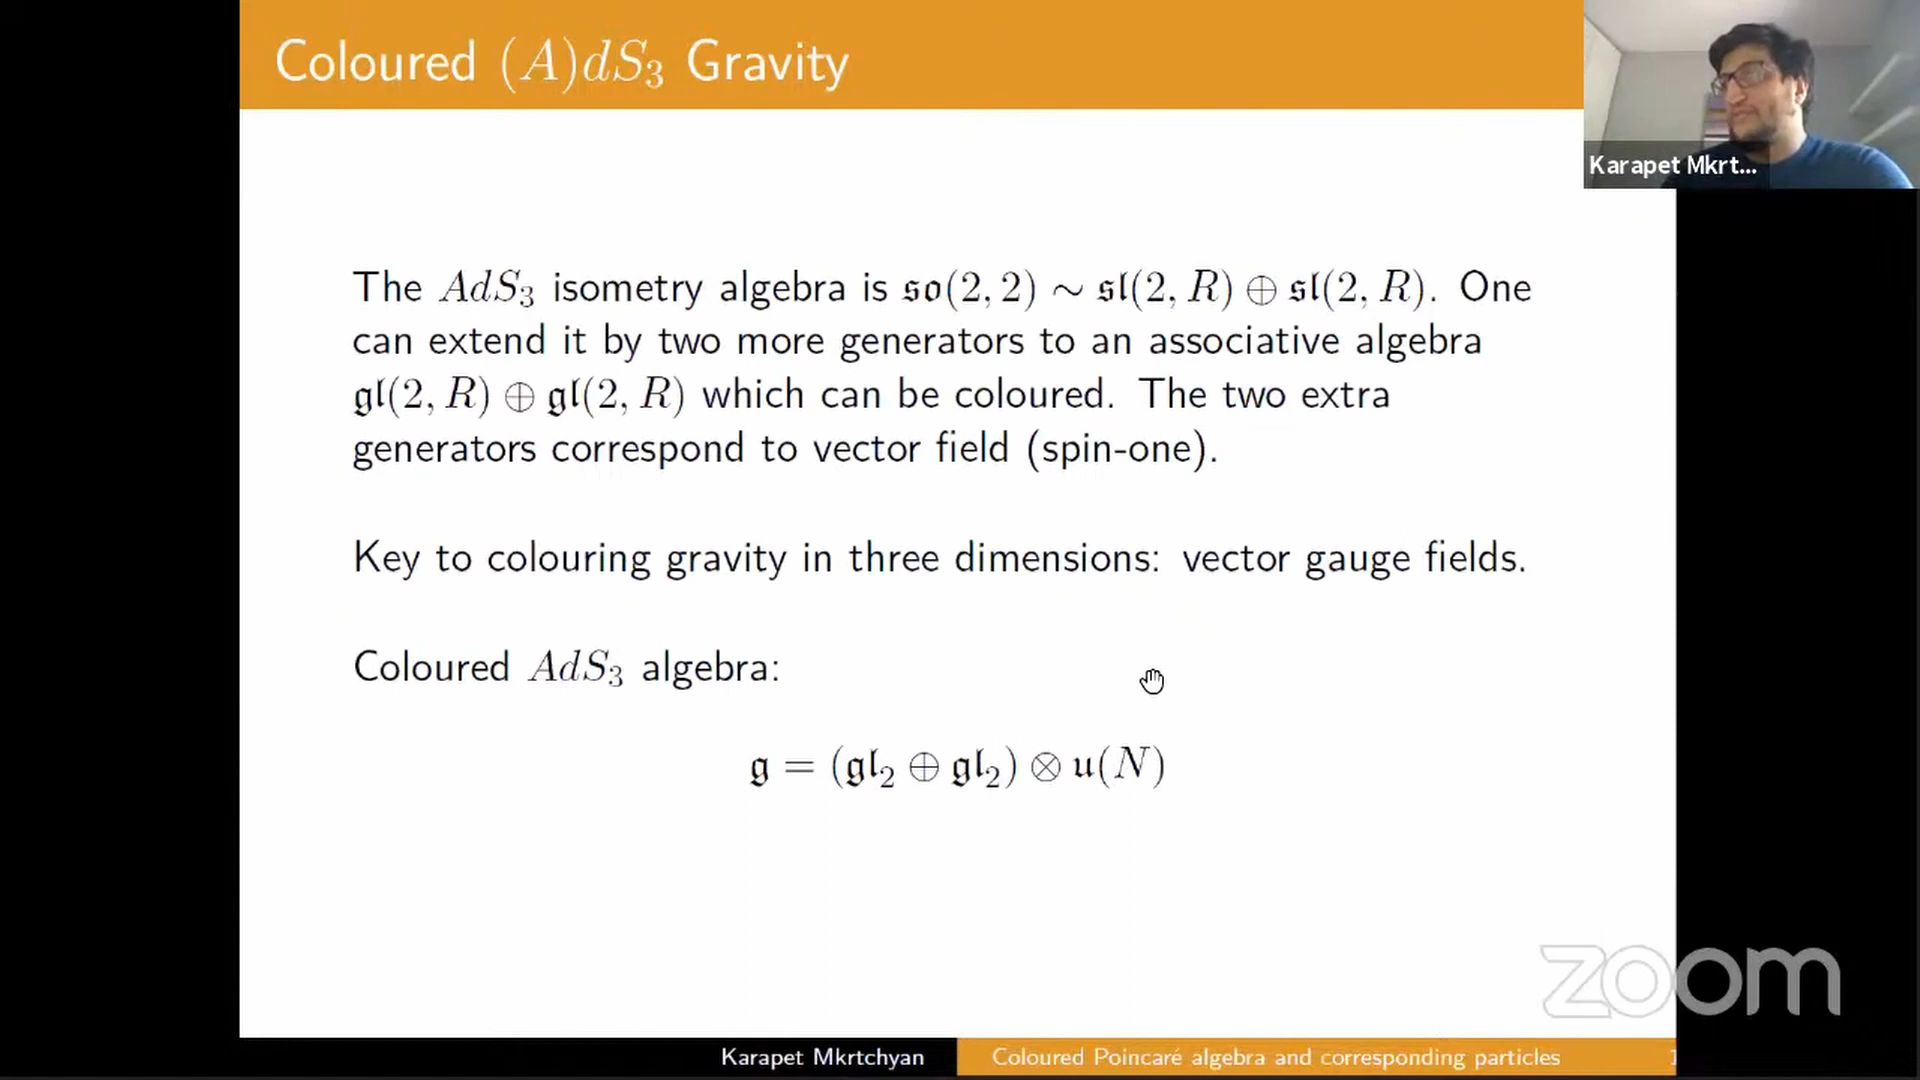 Coloured (A)dS₃ Gravity
Karapet Mkrt...
The AdS₃ isometry algebra is 𝔰𝔬(2, 2) ∼ 𝔰𝔩(2, R) ⊕ 𝔰𝔩(2, R). One
can extend it by two more generators to an associative algebra
𝔤𝔩(2, R) ⊕ 𝔤𝔩(2, R) which can be coloured. The two extra
generators correspond to vector field (spin-one).
Key to colouring gravity in three dimensions: vector gauge fields.
Coloured AdS₃ algebra:
𝔤 = (𝔤𝔩₂ ⊕ 𝔤𝔩₂) ⊗ 𝔲(N)
zoom
Karapet Mkrtchyan
Coloured Poincaré algebra and corresponding particles